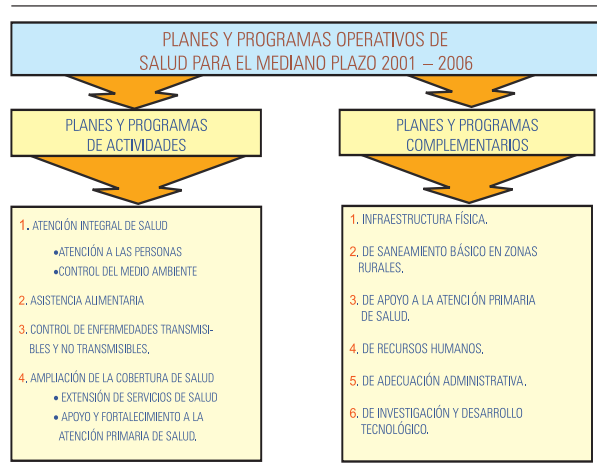 PLANES Y PROGRAMAS OPERATIVOS DE
SALUD PARA EL MEDIANO PLAZO 2001 – 2006
PLANES Y PROGRAMAS
DE ACTIVIDADES
1. ATENCIÓN INTEGRAL DE SALUD
•ATENCIÓN A LAS PERSONAS
•CONTROL DEL MEDIO AMBIENTE
2. ASISTENCIA ALIMENTARIA
3. CONTROL DE ENFERMEDADES TRANSMISI-
BLES Y NO TRANSMISIBLES.
4. AMPLIACIÓN DE LA COBERTURA DE SALUD
• EXTENSIÓN DE SERVICIOS DE SALUD
• APOYO Y FORTALECIMIENTO A LA
ATENCIÓN PRIMARIA DE SALUD.
PLANES Y PROGRAMAS
COMPLEMENTARIOS
1. INFRAESTRUCTURA FÍSICA.
2. DE SANEAMIENTO BÁSICO EN ZONAS
RURALES.
3. DE APOYO A LA ATENCIÓN PRIMARIA
DE SALUD.
4. DE RECURSOS HUMANOS.
5. DE ADECUACIÓN ADMINISTRATIVA.
6. DE INVESTIGACIÓN Y DESARROLLO
TECNOLÓGICO.